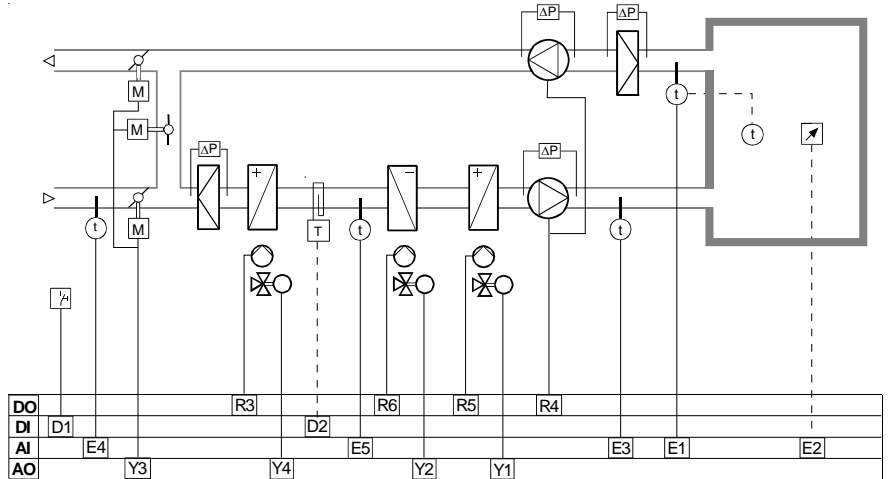 ΔP ΔP
M t
M t
ΔP + − + ΔP
t M T t t
DO R3 R6 R5 R4
DI D1 D2
AI E4 E5 E3 E1 E2
AO Y3 Y4 Y2 Y1